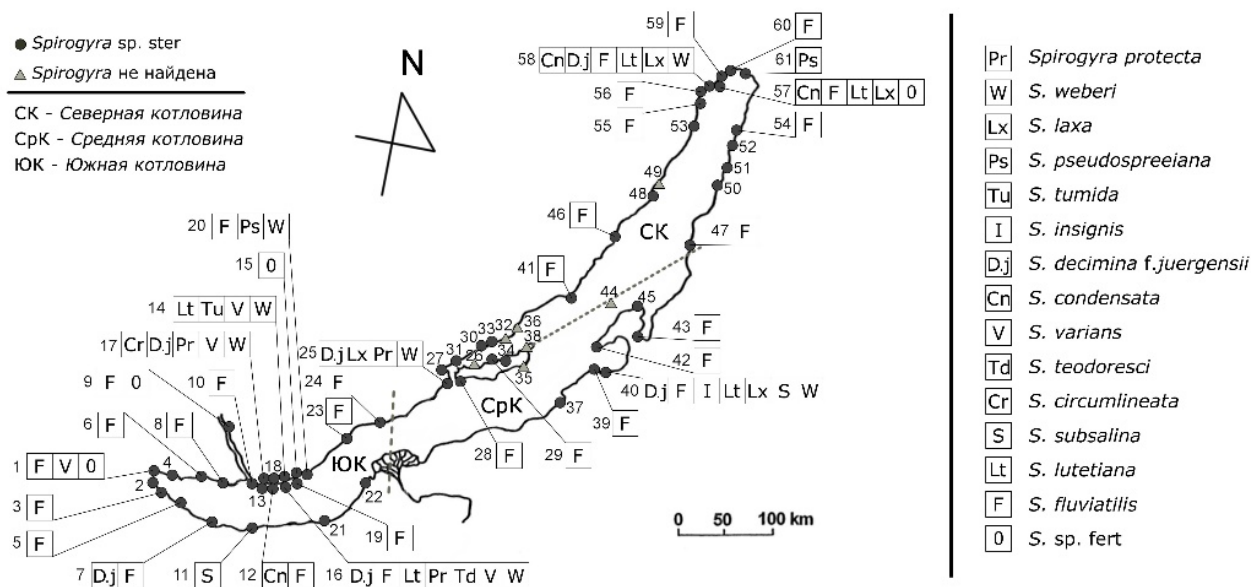 Spirogyra sp. ster
Spirogyra не найдена
СК - Северная котловина
СрК - Средняя котловина
ЮК - Южная котловина
N
59 F
60 F
58 Cn D.j F Lt Lx W
61 Ps
56 F
57 Cn F Lt Lx 0
55 F
53
54 F
52
51
49
48
50
46 F
СК
47 F
20 F Ps W
15 0
41 F
14 Lt Tu V W
44
45
36
33 32
30
43 F
17 Cr D.j Pr V W
25 D.j Lx Pr W
31
38
27
26
34
42 F
9 F 0
10 F
24 F
35
40 D.j F I Lt Lx S W
6 F
8 F
23 F
СрК
37
39 F
28 F
29 F
1 F V 0
4
18
ЮК
2
13
22
3 F
21
19 F
5 F
0 50 100 km
7 D.j F
11 S
12 Cn F
16 D.j F Lt Pr Td V W
Pr Spirogyra protecta
W S. weberi
Lx S. laxa
Ps S. pseudospreeiana
Tu S. tumida
I S. insignis
D.j S. decimina f.juergensii
Cn S. condensata
V S. varians
Td S. teodoresci
Cr S. circumlineata
S S. subsalina
Lt S. lutetiana
F S. fluviatilis
0 S. sp. fert